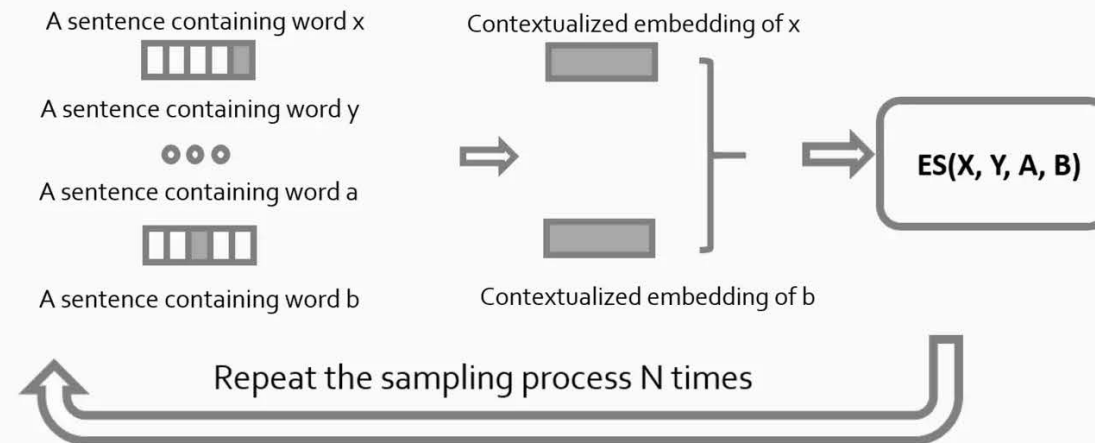 A sentence containing word x
Contextualized embedding of x
A sentence containing word y
A sentence containing word a
ES(X, Y, A, B)
A sentence containing word b
Contextualized embedding of b
Repeat the sampling process N times